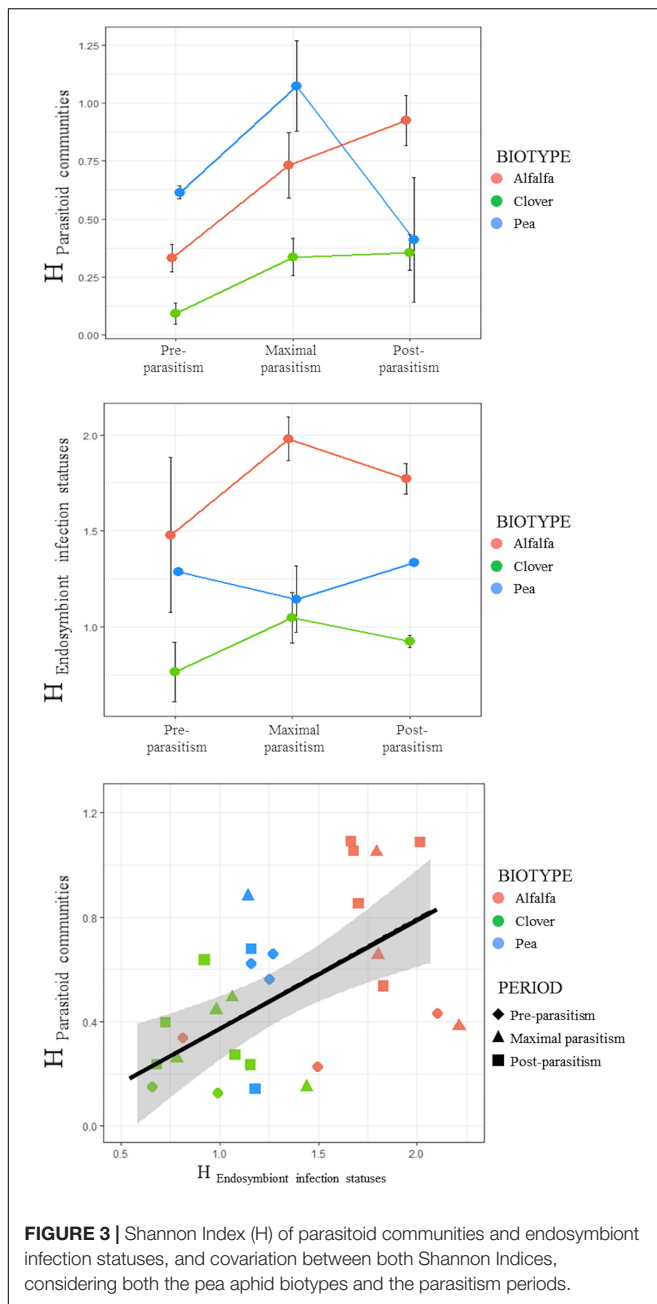 1.25
1.00
0.75
0.50
0.25
0.00
H Parasitoid communities
Pre-
parasitism
Maximal
parasitism
Post-
parasitism
BIOTYPE
Alfalfa
Clover
Pea
2.0
1.5
1.0
H Endosymbiont infection statuses
Pre-
parasitism
Maximal
parasitism
Post-
parasitism
BIOTYPE
Alfalfa
Clover
Pea
1.2
0.8
0.4
0.0
H Parasitoid communities
0.5
1.0
1.5
2.0
H Endosymbiont infection statuses
BIOTYPE
Alfalfa
Clover
Pea
PERIOD
Pre-parasitism
Maximal parasitism
Post-parasitism
FIGURE 3 | Shannon Index (H) of parasitoid communities and endosymbiont
infection statuses, and covariation between both Shannon Indices,
considering both the pea aphid biotypes and the parasitism periods.